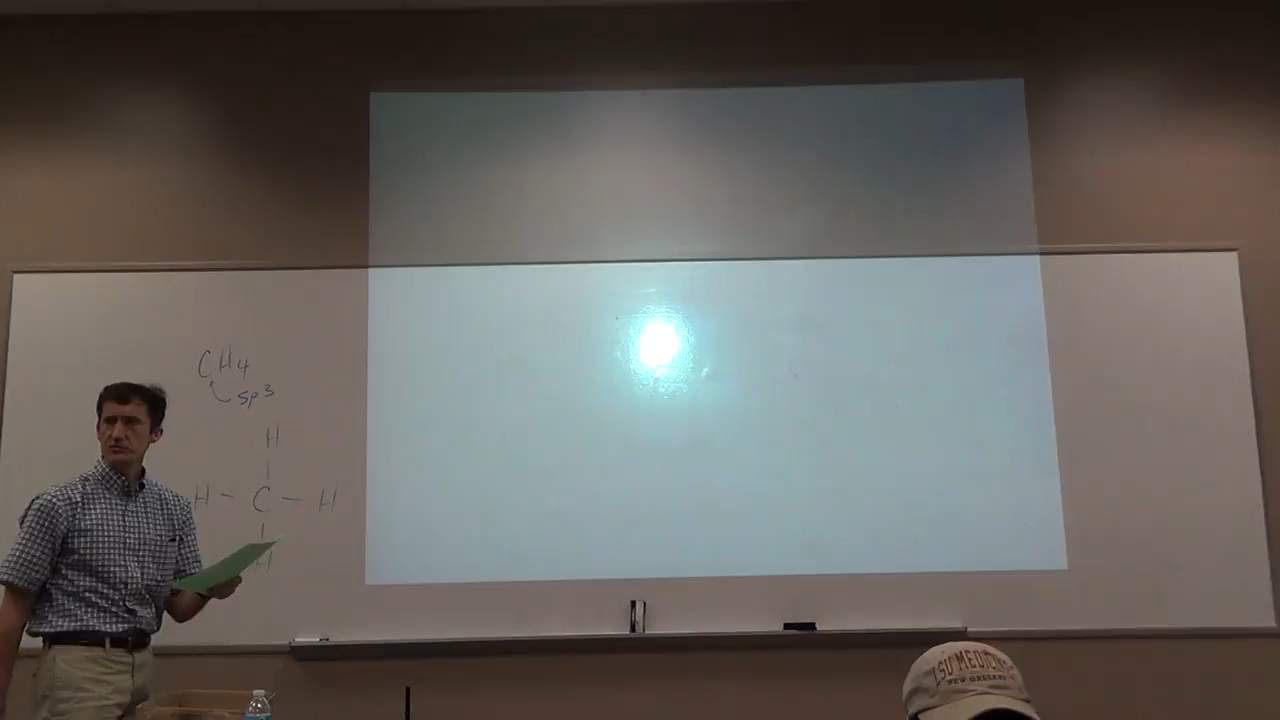 CH4
sp3
H
H - C - H
H
LSU MEDICINE
NEW ORLEANS